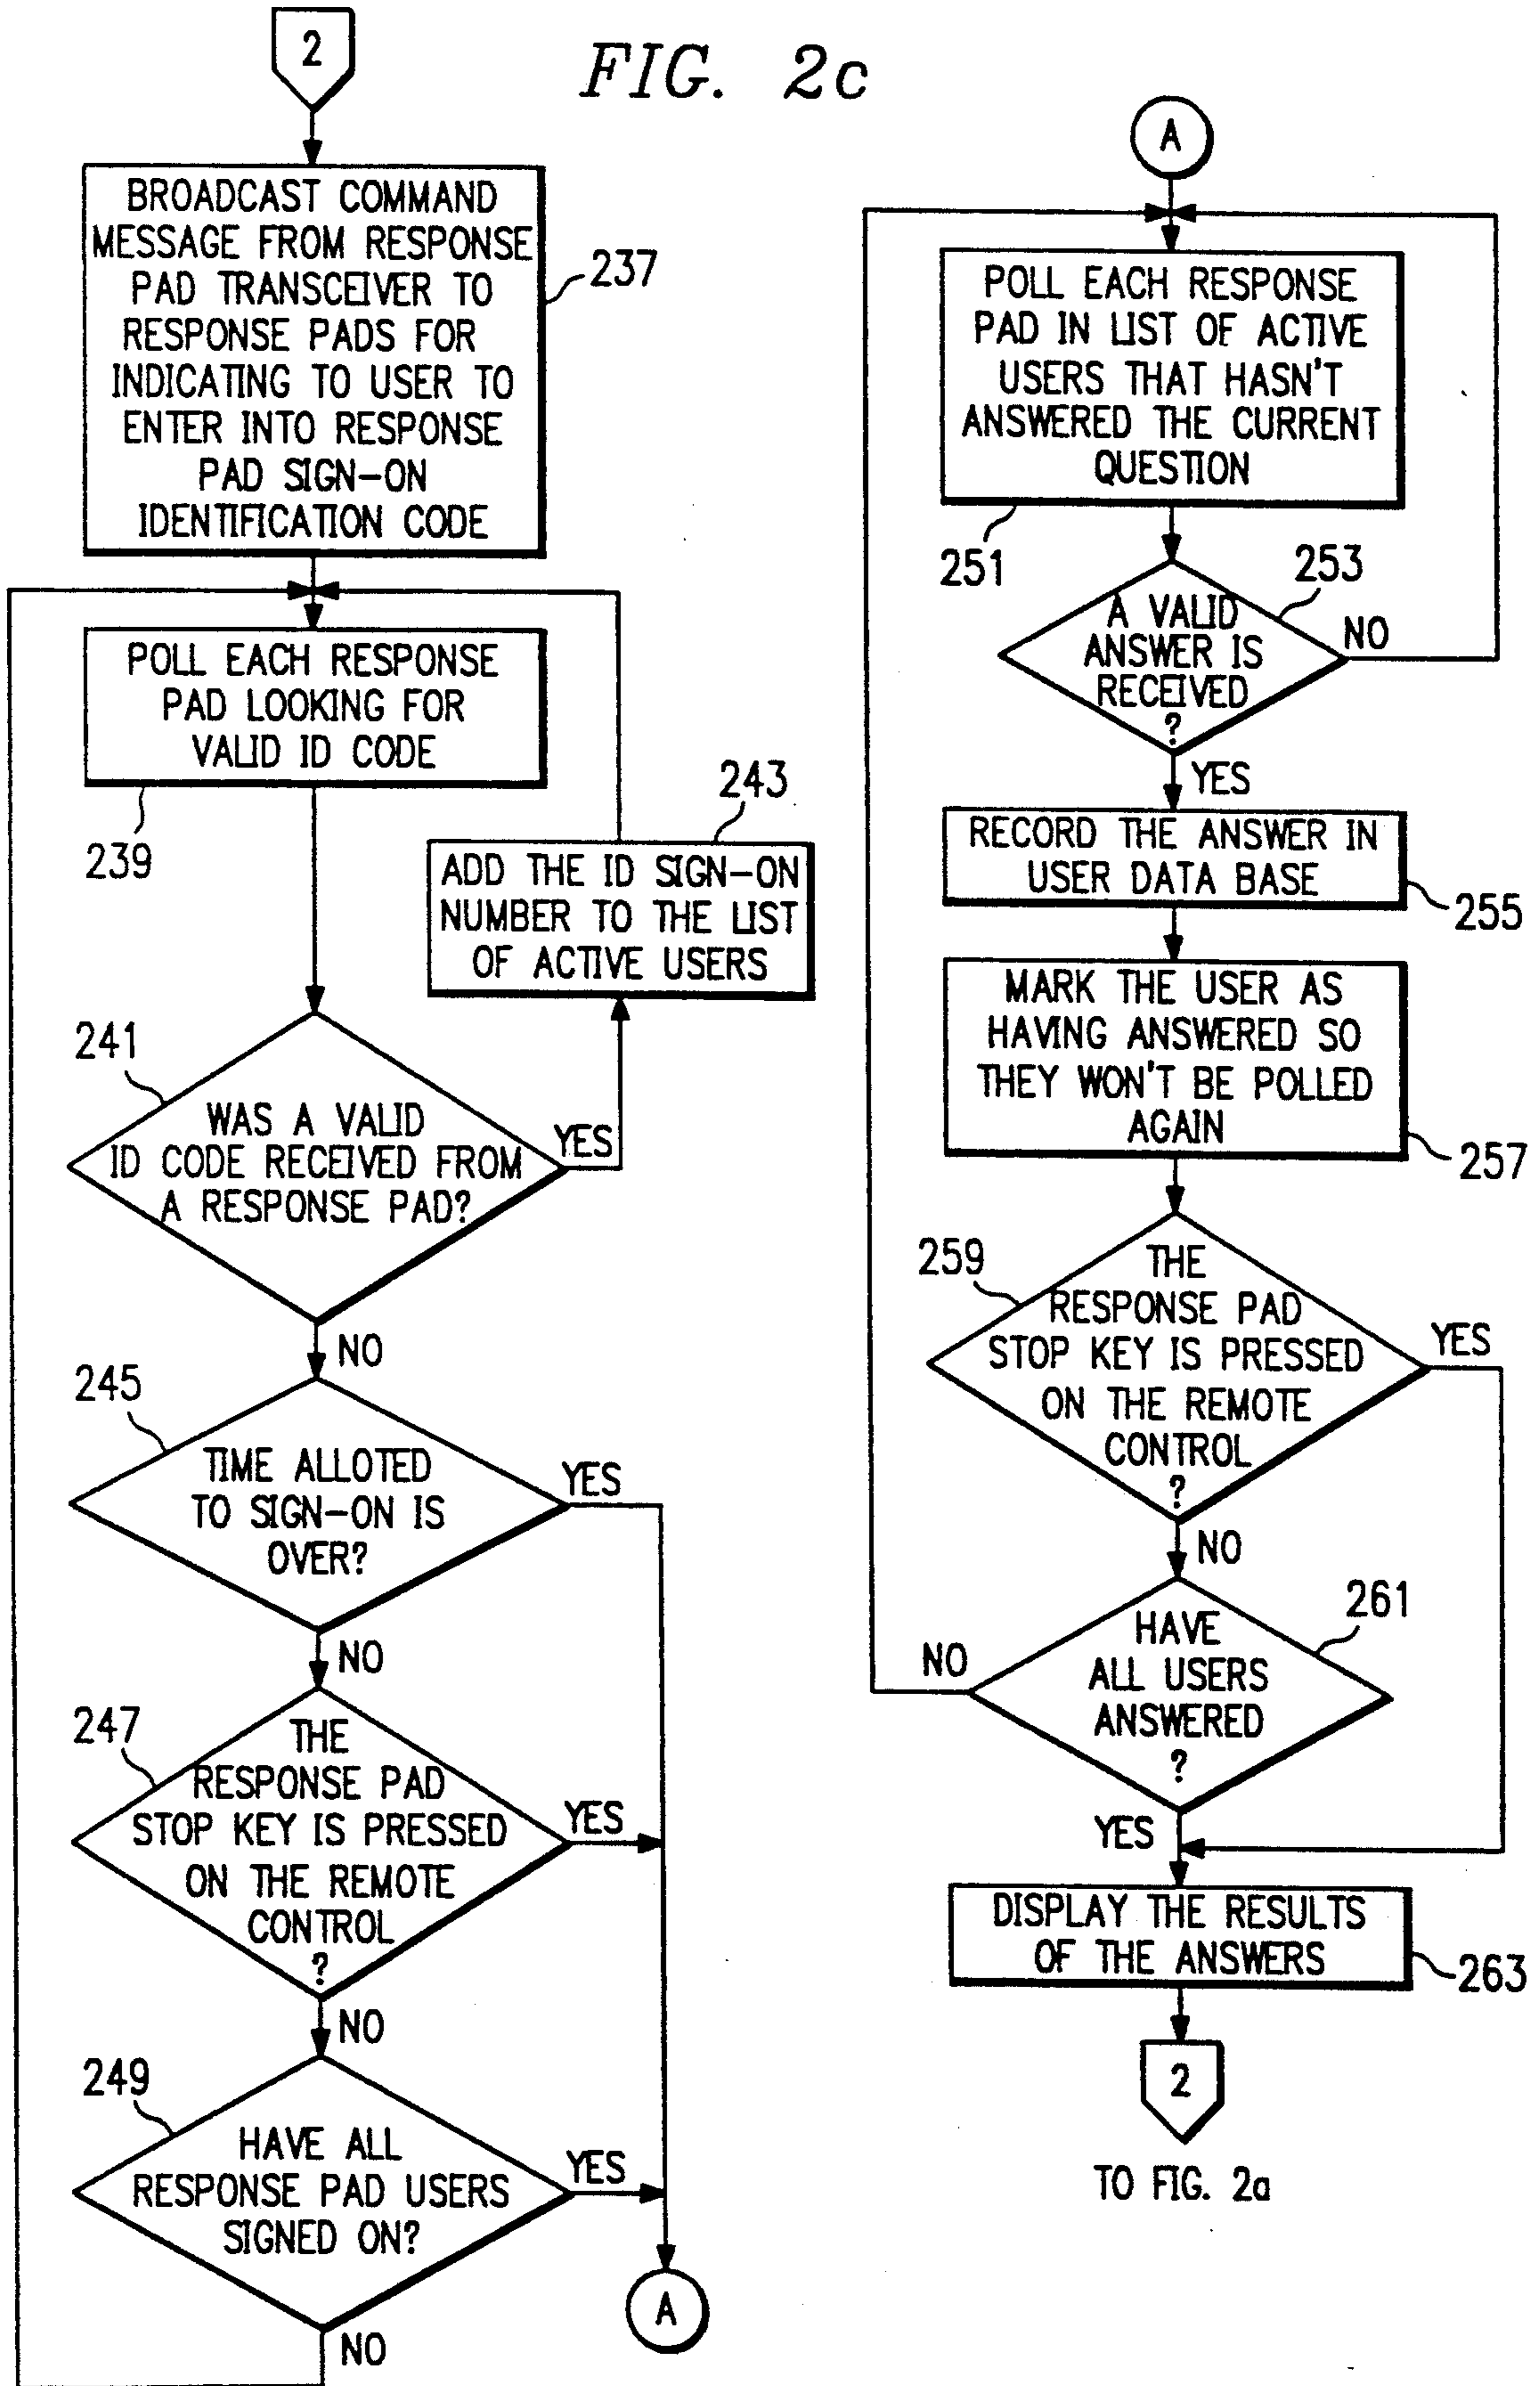 FIG. 2c
2
BROADCAST COMMAND
MESSAGE FROM RESPONSE
PAD TRANSCEIVER TO
RESPONSE PADS FOR
INDICATING TO USER TO
ENTER INTO RESPONSE
PAD SIGN-ON
IDENTIFICATION CODE
237
POLL EACH RESPONSE
PAD LOOKING FOR
VALID ID CODE
239
243
ADD THE ID SIGN-ON
NUMBER TO THE LIST
OF ACTIVE USERS
241
WAS A VALID
ID CODE RECEIVED FROM
A RESPONSE PAD?
YES
NO
245
TIME ALLOTED
TO SIGN-ON IS
OVER?
YES
NO
247
THE
RESPONSE PAD
STOP KEY IS PRESSED
ON THE REMOTE
CONTROL
?
YES
NO
249
HAVE ALL
RESPONSE PAD USERS
SIGNED ON?
YES
NO
A
A
POLL EACH RESPONSE
PAD IN LIST OF ACTIVE
USERS THAT HASN'T
ANSWERED THE CURRENT
QUESTION
251
253
A VALID
ANSWER IS
RECEIVED
?
NO
YES
RECORD THE ANSWER IN
USER DATA BASE
255
MARK THE USER AS
HAVING ANSWERED SO
THEY WON'T BE POLLED
AGAIN
257
259
THE
RESPONSE PAD
STOP KEY IS PRESSED
ON THE REMOTE
CONTROL
?
YES
NO
261
HAVE
ALL USERS
ANSWERED
?
NO
YES
DISPLAY THE RESULTS
OF THE ANSWERS
263
2
TO FIG. 2a